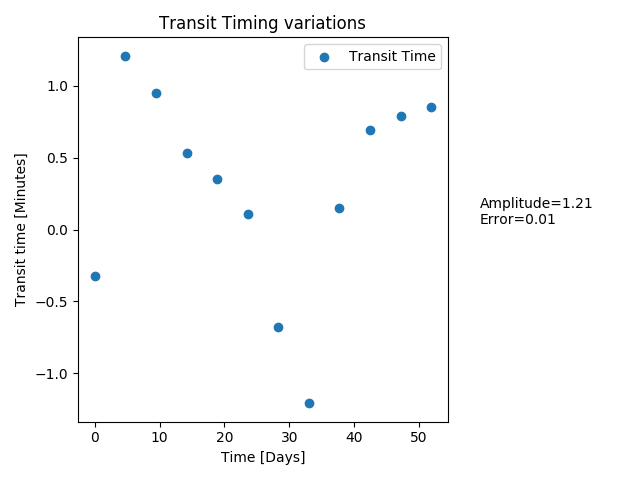 Transit Timing variations
Transit Time
Transit time [Minutes]
1.0
0.5
0.0
−0.5
−1.0
0 10 20 30 40 50
Time [Days]
Amplitude=1.21
Error=0.01